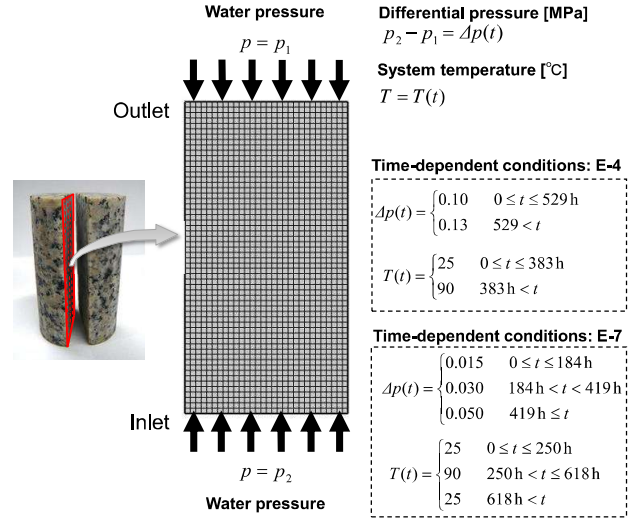 Water pressure
p = p₁
Outlet
Inlet
p = p₂
Water pressure
Differential pressure [MPa]
p₂ − p₁ = Δp(t)
System temperature [℃]
T = T(t)
Time-dependent conditions: E-4
Δp(t) = { 0.10 0 ≤ t ≤ 529 h
0.13 529 < t
T(t) = { 25 0 ≤ t ≤ 383 h
90 383 h < t
Time-dependent conditions: E-7
Δp(t) = { 0.015 0 ≤ t ≤ 184 h
0.030 184 h < t < 419 h
0.050 419 h ≤ t
T(t) = { 25 0 ≤ t ≤ 250 h
90 250 h < t ≤ 618 h
25 618 h < t